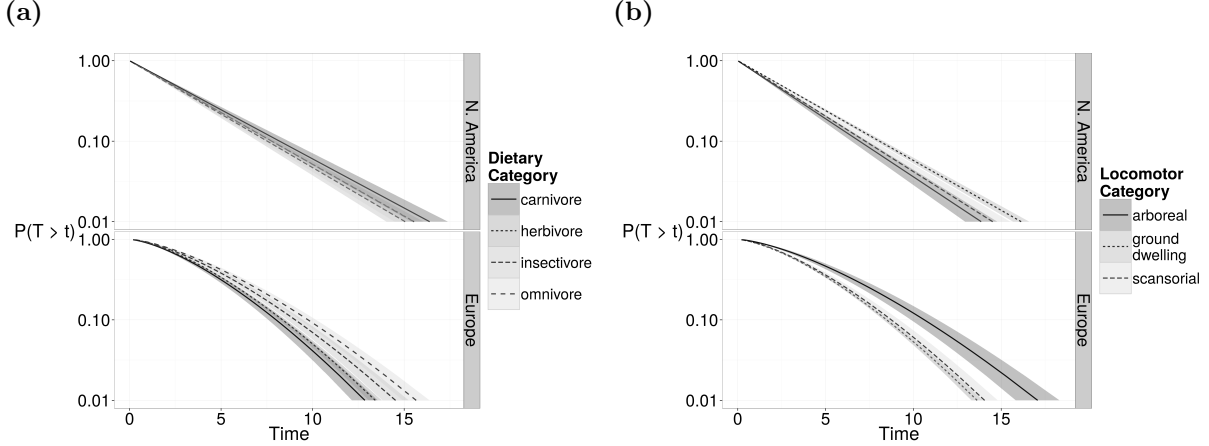 (a)
1.00
0.10
0.01
N. America
P(T > t)
1.00
0.10
0.01
Europe
0 5 10 15
Time
Dietary
Category
carnivore
herbivore
insectivore
omnivore
(b)
1.00
0.10
0.01
N. America
P(T > t)
1.00
0.10
0.01
Europe
0 5 10 15
Time
Locomotor
Category
arboreal
ground
dwelling
scansorial